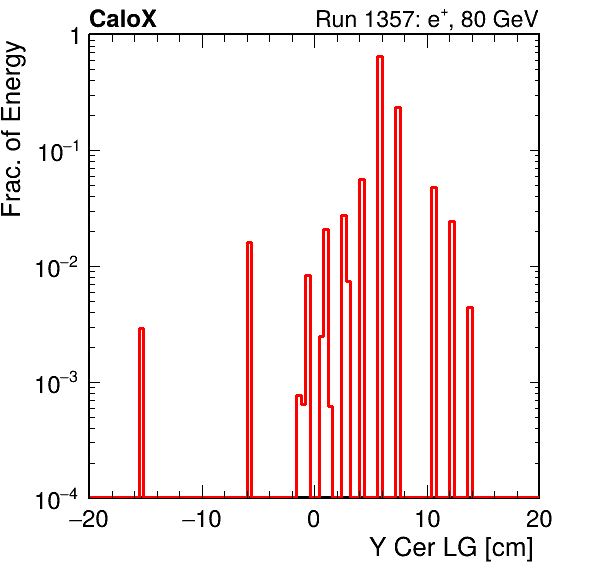 CaloX Run 1357: e⁺, 80 GeV
Frac. of Energy
1
10⁻¹
10⁻²
10⁻³
10⁻⁴
−20 −10 0 10 20
Y Cer LG [cm]